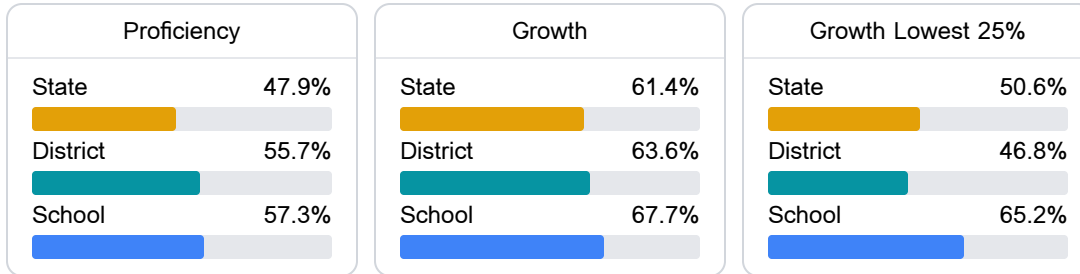 Proficiency
State 47.9%
District 55.7%
School 57.3%
Growth
State 61.4%
District 63.6%
School 67.7%
Growth Lowest 25%
State 50.6%
District 46.8%
School 65.2%